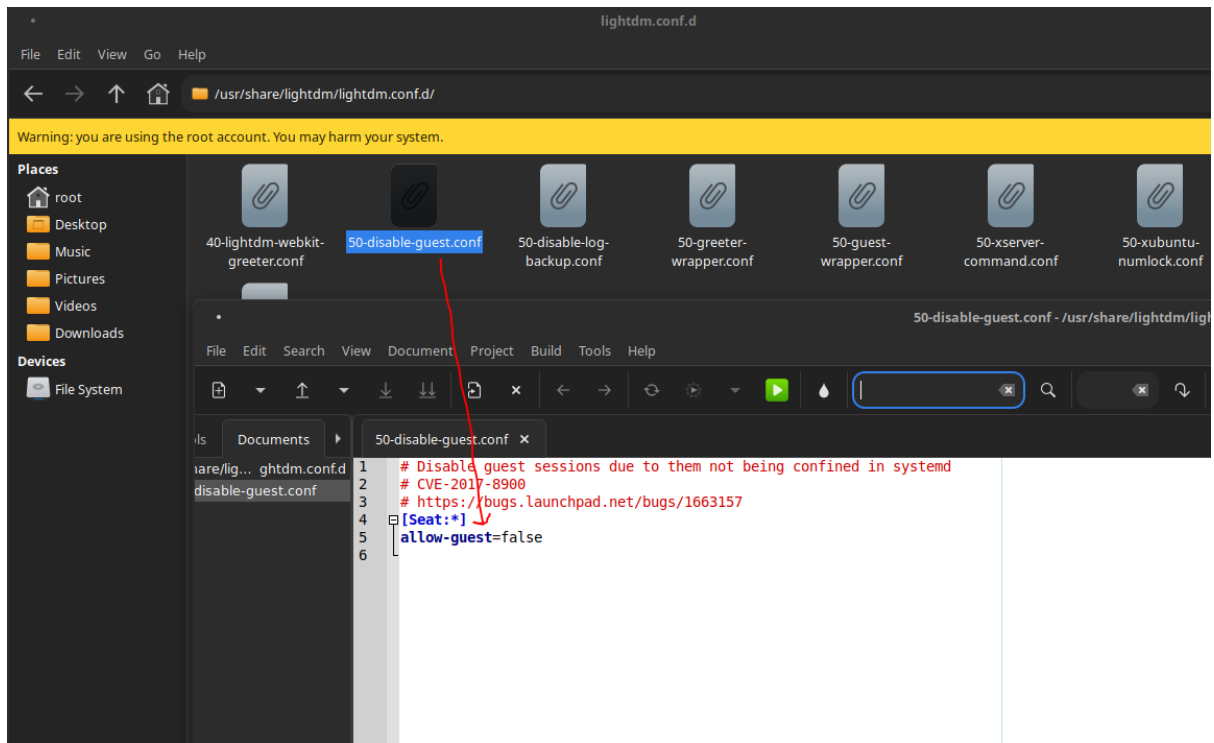 lightdm.conf.d
File Edit View Go Help
/usr/share/lightdm/lightdm.conf.d/
Warning: you are using the root account. You may harm your system.
Places
root
Desktop
Music
Pictures
Videos
Downloads
Devices
File System
40-lightdm-webkit-
greeter.conf
50-disable-guest.conf
50-disable-log-
backup.conf
50-greeter-
wrapper.conf
50-guest-
wrapper.conf
50-xserver-
command.conf
50-xubuntu-
numlock.conf
50-disable-guest.conf - /usr/share/lightdm/ligh
File Edit Search View Document Project Build Tools Help
ols Documents
hare/lig... ghtdm.conf.d
disable-guest.conf
50-disable-guest.conf
1 # Disable guest sessions due to them not being confined in systemd
2 # CVE-2017-8900
3 # https://bugs.launchpad.net/bugs/1663157
4 [Seat:*]
5 allow-guest=false
6